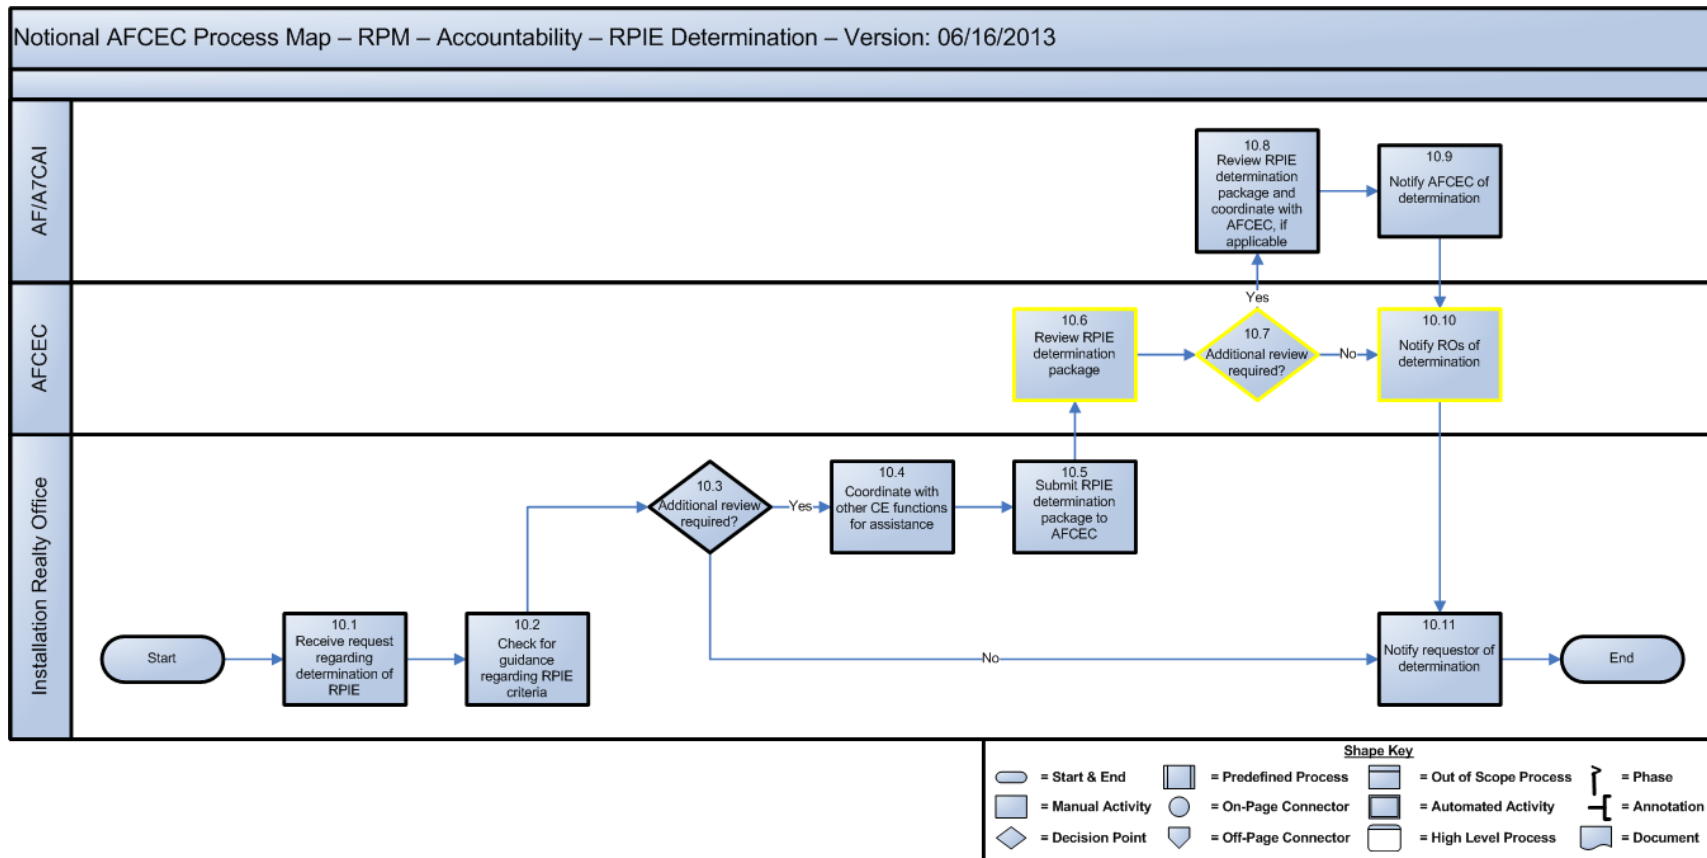 Notional AFCEC Process Map – RPM – Accountability – RPIE Determination – Version: 06/16/2013
AF/A7CAI
10.8
Review RPIE
determination
package and
coordinate with
AFCEC, if
applicable
10.9
Notify AFCEC of
determination
AFCEC
Yes
10.6
Review RPIE
determination
package
10.7
Additional review
required?
No
10.10
Notify ROs of
determination
Installation Realty Office
10.3
Additional review
required?
Yes
10.4
Coordinate with
other CE functions
for assistance
10.5
Submit RPIE
determination
package to
AFCEC
Start
10.1
Receive request
regarding
determination of
RPIE
10.2
Check for
guidance
regarding RPIE
criteria
No
10.11
Notify requestor of
determination
End
Shape Key
= Start & End
= Predefined Process
= Out of Scope Process
= Phase
= Manual Activity
= On-Page Connector
= Automated Activity
= Annotation
= Decision Point
= Off-Page Connector
= High Level Process
= Document